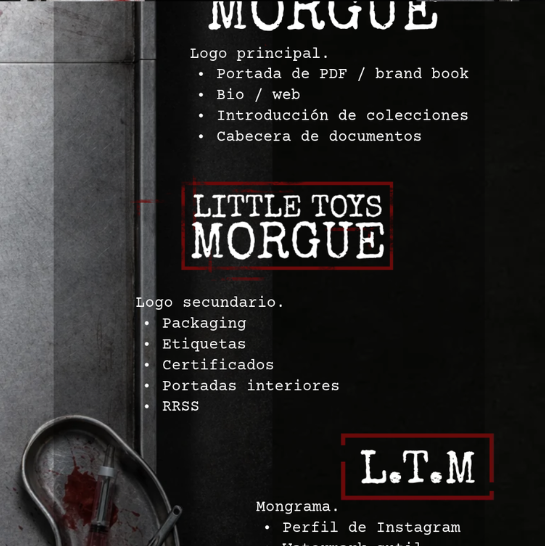 MORGUE
Logo principal.
• Portada de PDF / brand book
• Bio / web
• Introducción de colecciones
• Cabecera de documentos
LITTLE TOYS
MORGUE
Logo secundario.
• Packaging
• Etiquetas
• Certificados
• Portadas interiores
• RRSS
L.T.M
Mongrama.
• Perfil de Instagram